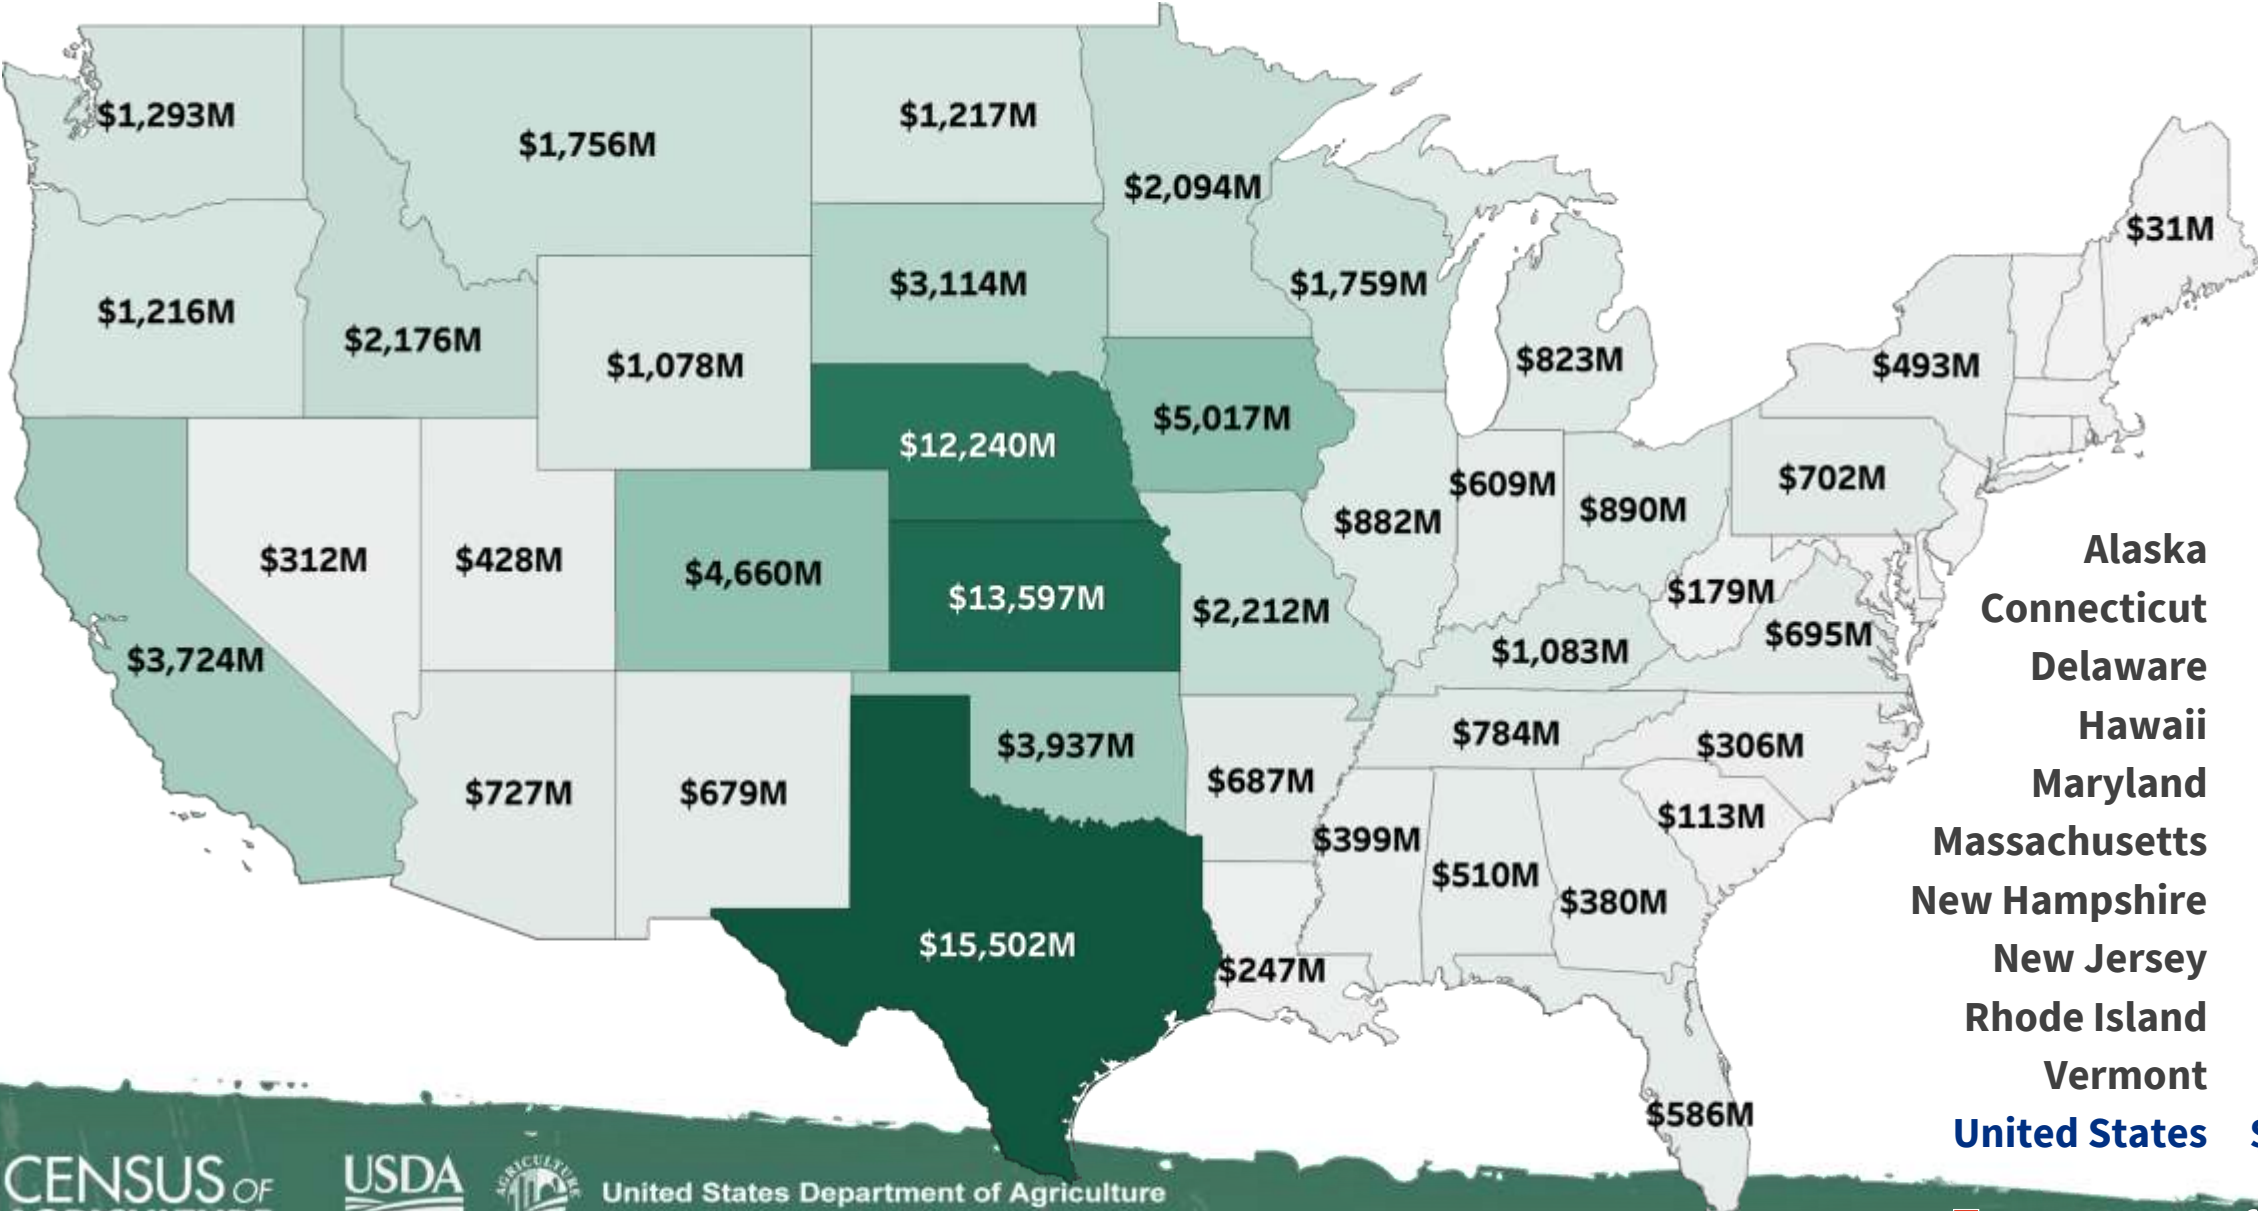 $1,293M
$1,756M
$1,217M
$2,094M
$31M
$1,216M
$2,176M
$1,078M
$3,114M
$1,759M
$823M
$493M
$12,240M
$5,017M
$882M
$609M
$890M
$702M
$312M
$428M
$4,660M
$13,597M
$2,212M
$179M
$3,724M
$1,083M
$695M
$727M
$679M
$3,937M
$687M
$784M
$306M
$399M
$510M
$380M
$113M
$15,502M
$247M
$586M
Alaska
Connecticut
Delaware
Hawaii
Maryland
Massachusetts
New Hampshire
New Jersey
Rhode Island
Vermont
United States
CENSUS OF
USDA
AGRICULTURE
United States Department of Agriculture